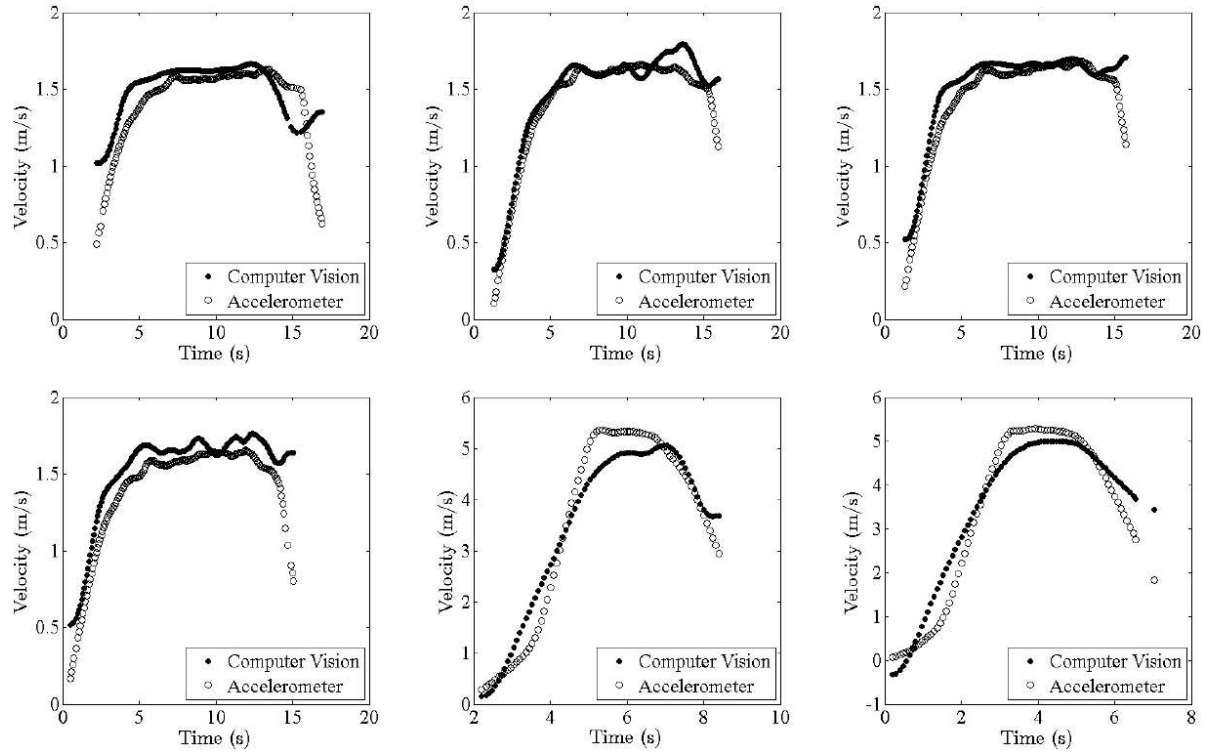 2
1.5
1
0.5
0
0 5 10 15 20
Velocity (m/s)
Time (s)
Computer Vision
Accelerometer
2
1.5
1
0.5
0
0 5 10 15 20
Velocity (m/s)
Time (s)
Computer Vision
Accelerometer
2
1.5
1
0.5
0
0 5 10 15 20
Velocity (m/s)
Time (s)
Computer Vision
Accelerometer
2
1.5
1
0.5
0
0 5 10 15 20
Velocity (m/s)
Time (s)
Computer Vision
Accelerometer
6
5
4
3
2
1
0
2 4 6 8 10
Velocity (m/s)
Time (s)
Computer Vision
Accelerometer
6
5
4
3
2
1
0
-1
0 2 4 6 8
Velocity (m/s)
Time (s)
Computer Vision
Accelerometer